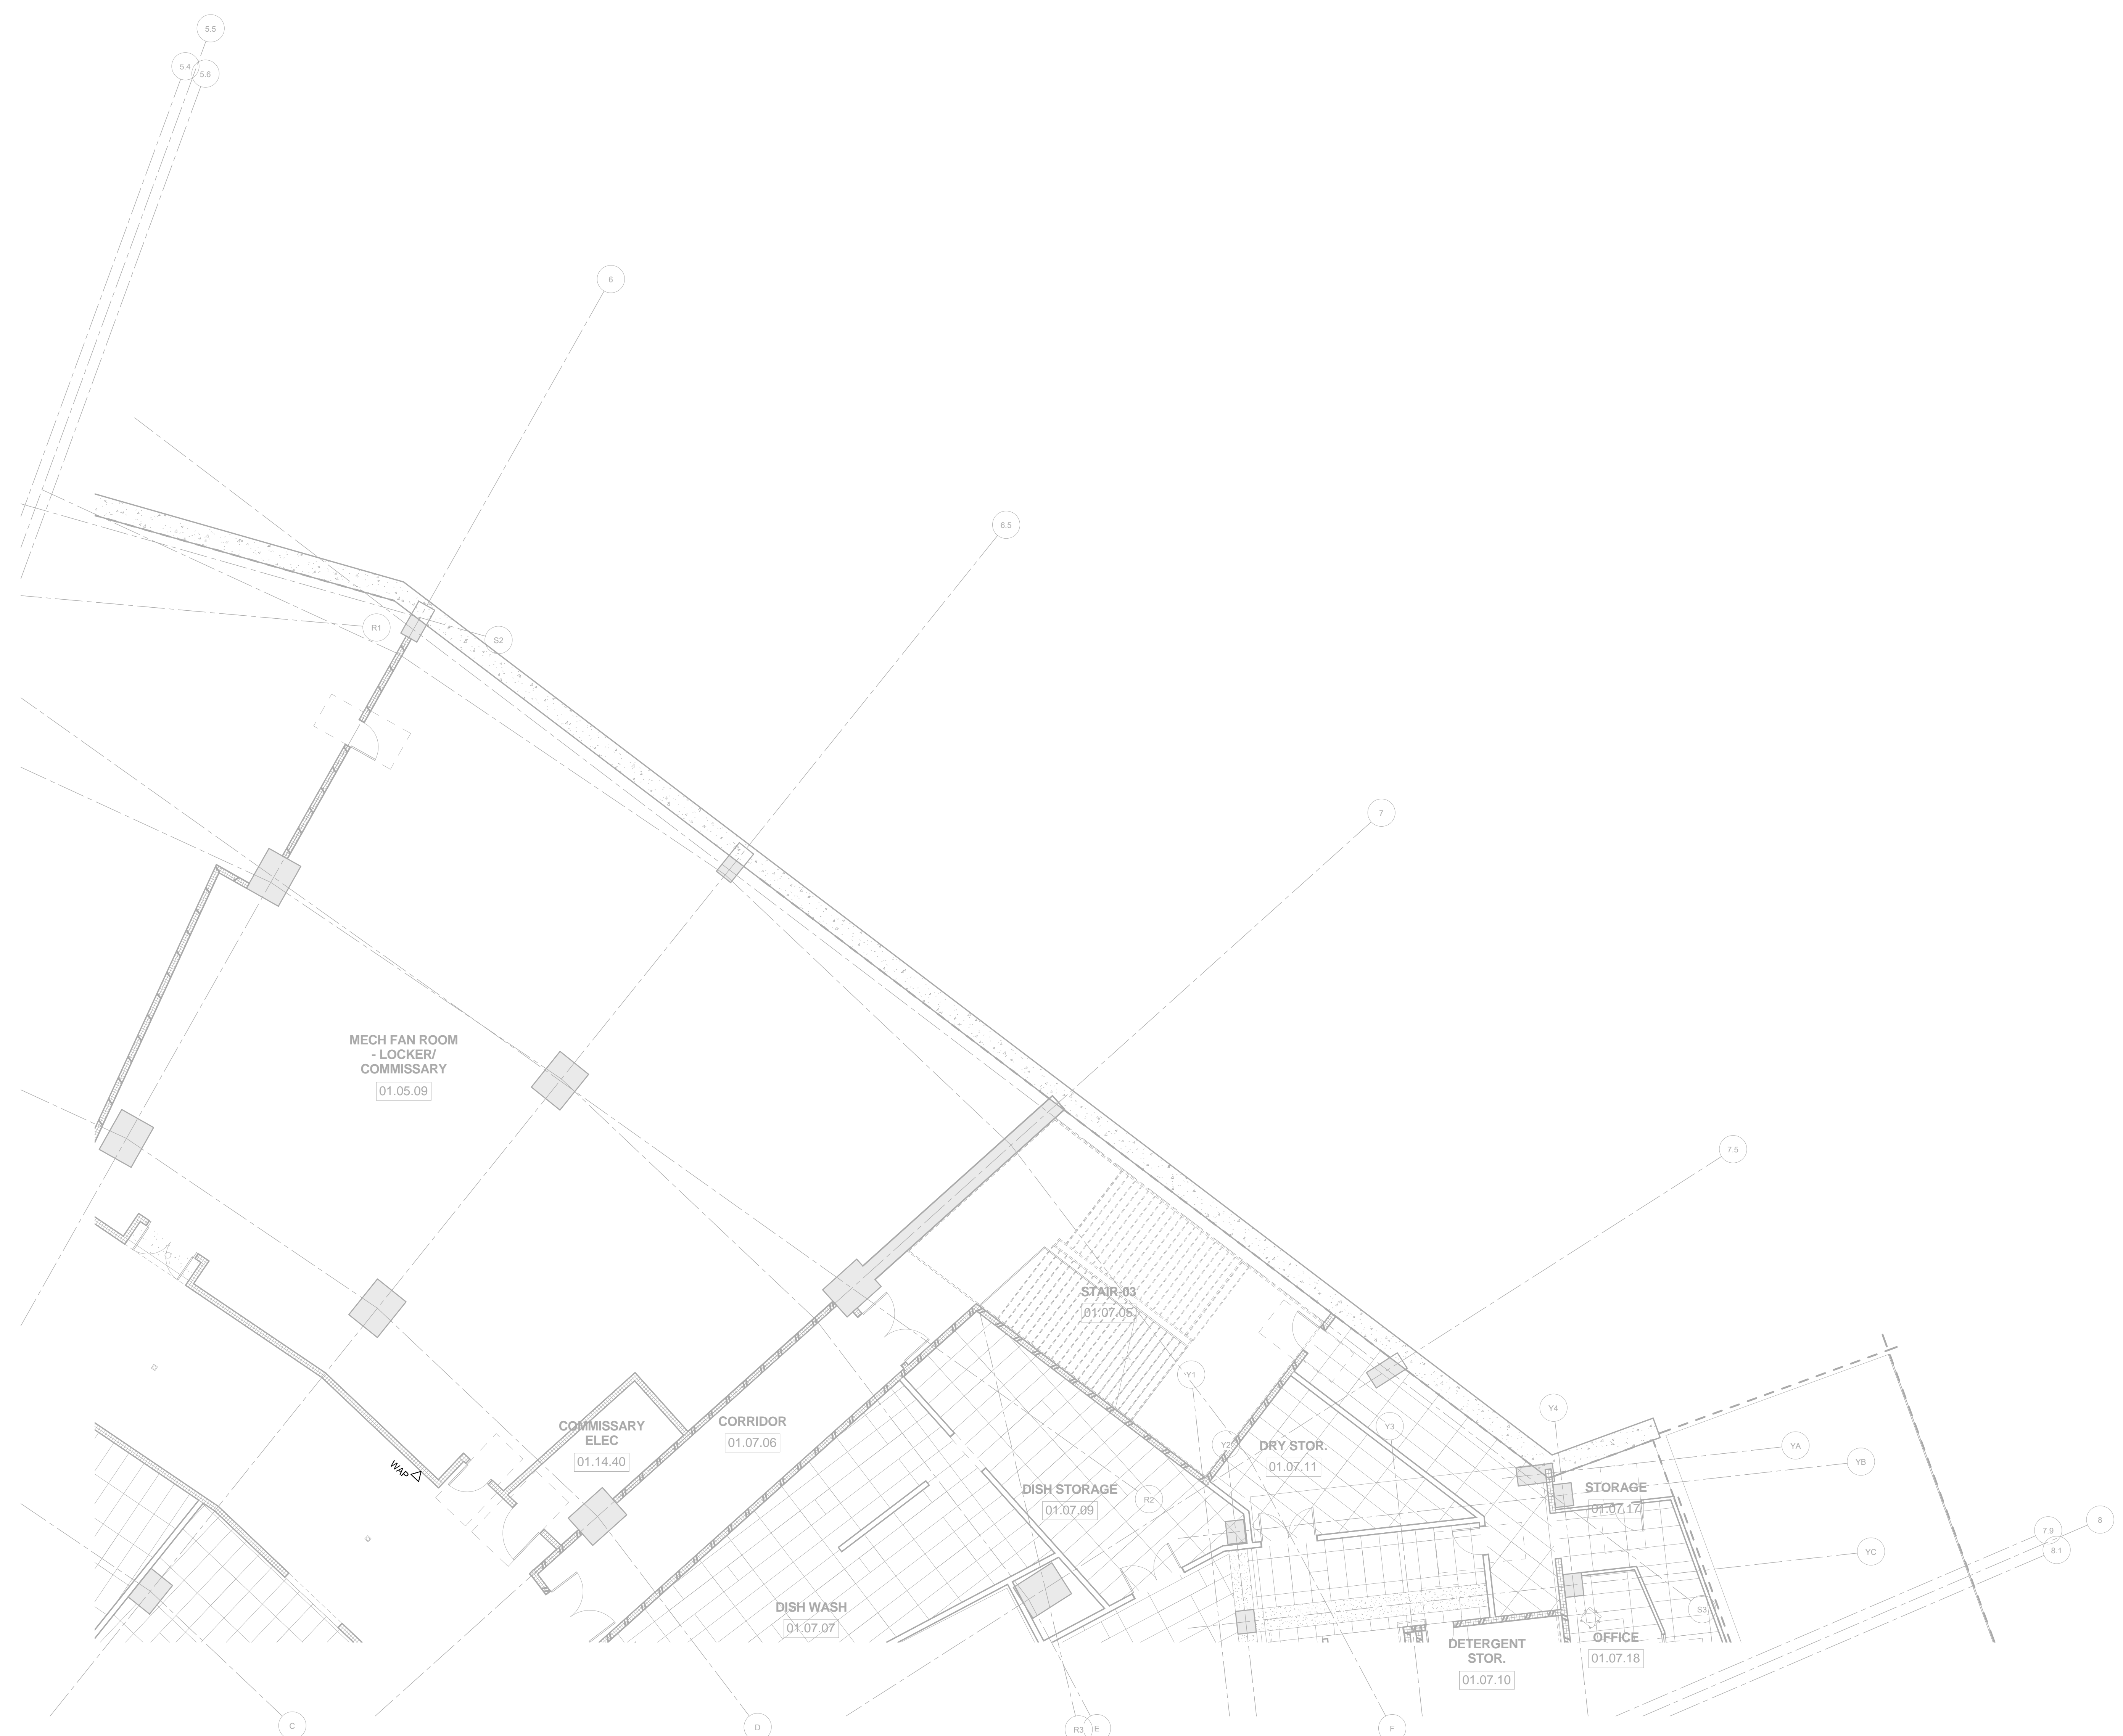 5.5
5.4
5.6
6
6.5
R1
S2
7
MECH FAN ROOM
- LOCKER/
COMMISSARY
01.05.09
7.5
STAIR-03
01.07.05
Y1
Y4
COMMISSARY
ELEC
01.14.40
CORRIDOR
01.07.06
Y2
Y3
YA
DRY STOR.
01.07.11
YB
WAP
DISH STORAGE
01.07.09
R2
STORAGE
01.07.17
8
7.9
8.1
YC
DISH WASH
01.07.07
S3
DETERGENT
STOR.
01.07.10
OFFICE
01.07.18
C
D
R3
E
F